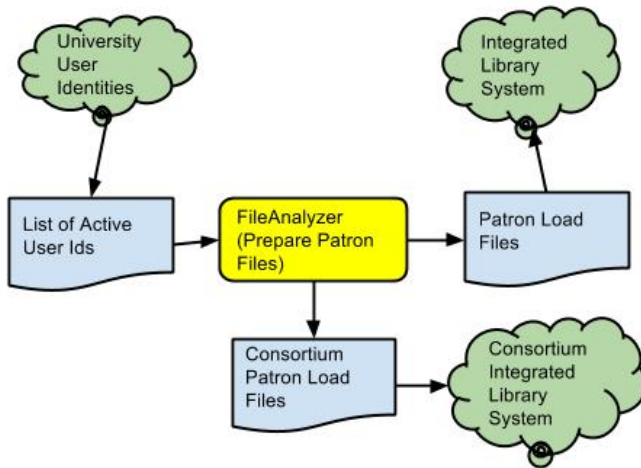 University
User
Identities
Integrated
Library
System
List of Active
User Ids
FileAnalyzer
(Prepare Patron
Files)
Patron Load
Files
Consortium
Patron Load
Files
Consortium
Integrated
Library
System